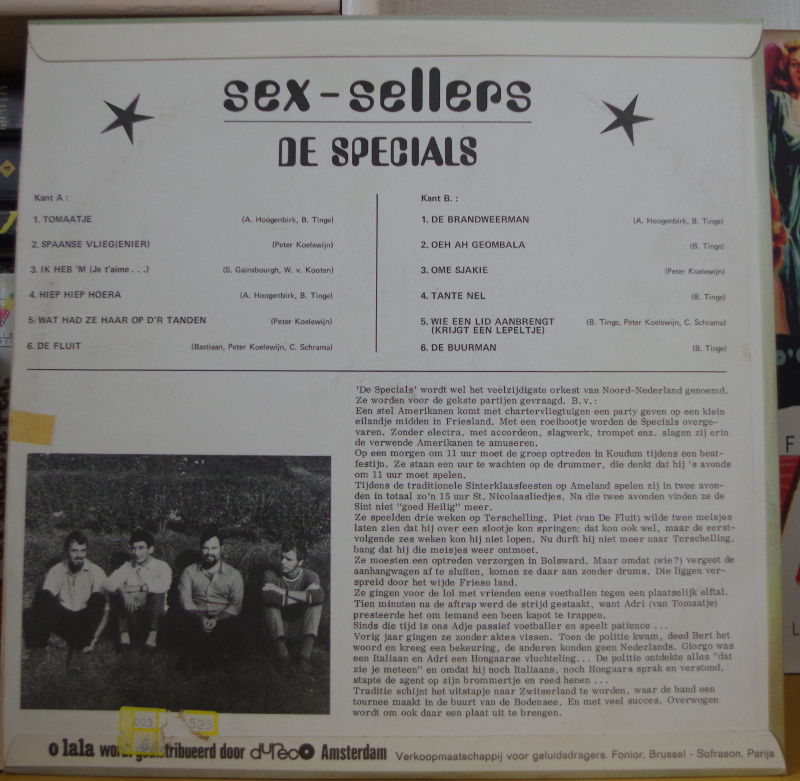 sex-sellers
DE SPECIALS
Kant A :
1. TOMAATJE (A. Hoogenbirk, B. Tinge)
2. SPAANSE VLIEG(ENIER) (Peter Koelewijn)
3. IK HEB 'M (Je t'aime . . .) (S. Gainsbourgh, W. v. Kooten)
4. HIEP HIEP HOERA (A. Hoogenbirk, B. Tinge)
5. WAT HAD ZE HAAR OP D'R TANDEN (Peter Koelewijn)
6. DE FLUIT (Bastiaan, Peter Koelewijn, C. Schrama)
Kant B. :
1. DE BRANDWEERMAN (A. Hoogenbirk, B. Tinge)
2. OEH AH GEOMBALA (B. Tinge)
3. OME SJAKIE (Peter Koelewijn)
4. TANTE NEL (B. Tinge)
5. WIE EEN LID AANBRENGT (B. Tinge, Peter Koelewijn, C. Schrama)
(KRIJGT EEN LEPELTJE)
6. DE BUURMAN (B. Tinge)
'De Specials' wordt wel het veelzijdigste orkest van Noord-Nederland genoemd.
Ze worden voor de gekste partijen gevraagd. B.v.:
Een stel Amerikanen komt met chartervliegtuigen een party geven op een klein
eilandje midden in Friesland. Met een roeibootje worden de Specials overge-
varen. Zonder electra, met accordeon, slagwerk, trompet enz. slagen zij erin
de verwende Amerikanen te amuseren.
Op een morgen om 11 uur moet de groep optreden in Koudum tijdens een beat-
festijn. Ze staan een uur te wachten op de drummer, die denkt dat hij 's avonds
om 11 uur moet spelen.
Tijdens de traditionele Sinterklaasfeesten op Ameland spelen zij in twee avon-
den in totaal zo'n 15 uur St. Nicolaasliedjes. Na die twee avonden vinden ze de
Sint niet "goed Heilig" meer.
Ze speelden drie weken op Terschelling. Piet (van De Fluit) wilde twee meisjes
laten zien dat hij over een slootje kon springen; dat kon ook wel, maar de eerst-
volgende zes weken kon hij niet lopen. Nu durft hij niet meer naar Terschelling,
bang dat hij die meisjes weer ontmoet.
Ze moesten een optreden verzorgen in Bolsward. Maar omdat (wie?) vergeet de
aanhangwagen af te sluiten, komen ze daar aan zonder drums. Die liggen ver-
spreid door het wijde Friese land.
Ze gingen voor de lol met vrienden eens voetballen tegen een plaatselijk elftal.
Tien minuten na de aftrap werd de strijd gestaakt, want Adri (van Tomaatje)
presteerde het om iemand een been kapot te trappen.
Sinds die tijd is ons Adje passief voetballer en speelt patience ...
Vorig jaar gingen ze zonder aktes vissen. Toen de politie kwam, deed Bert het
woord en kreeg een bekeuring, de anderen konden geen Nederlands. Giorgo was
een Italiaan en Adri een Hongaarse vluchteling... De politie ontdekte alles "dat
zie je meteen" en omdat hij noch Italiaans, noch Hongaars sprak en verstond,
stapte de agent op zijn brommertje en reed henen ...
Traditie schijnt het uitstapje naar Zwitserland te worden, waar de band een
tournee maakt in de buurt van de Bodensee. En met veel succes. Overwogen
wordt om ook daar een plaat uit te brengen.
003 525
o lala door dureco Amsterdam Verkoopmaatschappij voor geluidsdragers. Fonior, Brussel - Sofrason, Parijs
F
L